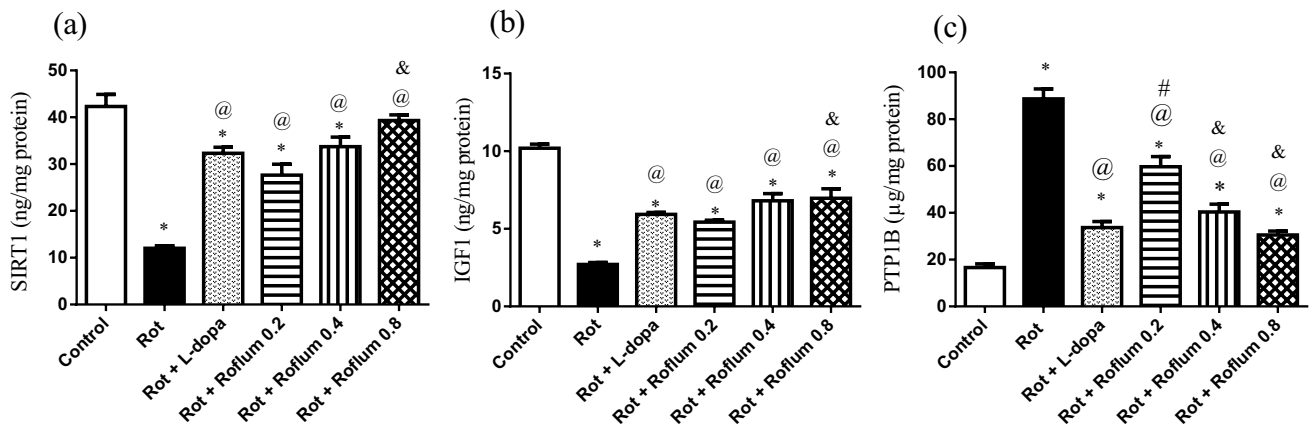 (a)
SIRT1 (ng/mg protein)
50
40
30
20
10
0
*
@
*
@
*
@
*
&
@
Control
Rot
Rot + L-dopa
Rot + Roflum 0.2
Rot + Roflum 0.4
Rot + Roflum 0.8
(b)
IGF1 (ng/mg protein)
15
10
5
0
*
@
*
@
*
@
*
&
@
*
Control
Rot
Rot + L-dopa
Rot + Roflum 0.2
Rot + Roflum 0.4
Rot + Roflum 0.8
(c)
PTP1B (µg/mg protein)
100
80
60
40
20
0
*
@
*
#
@
*
&
@
*
&
@
*
Control
Rot
Rot + L-dopa
Rot + Roflum 0.2
Rot + Roflum 0.4
Rot + Roflum 0.8